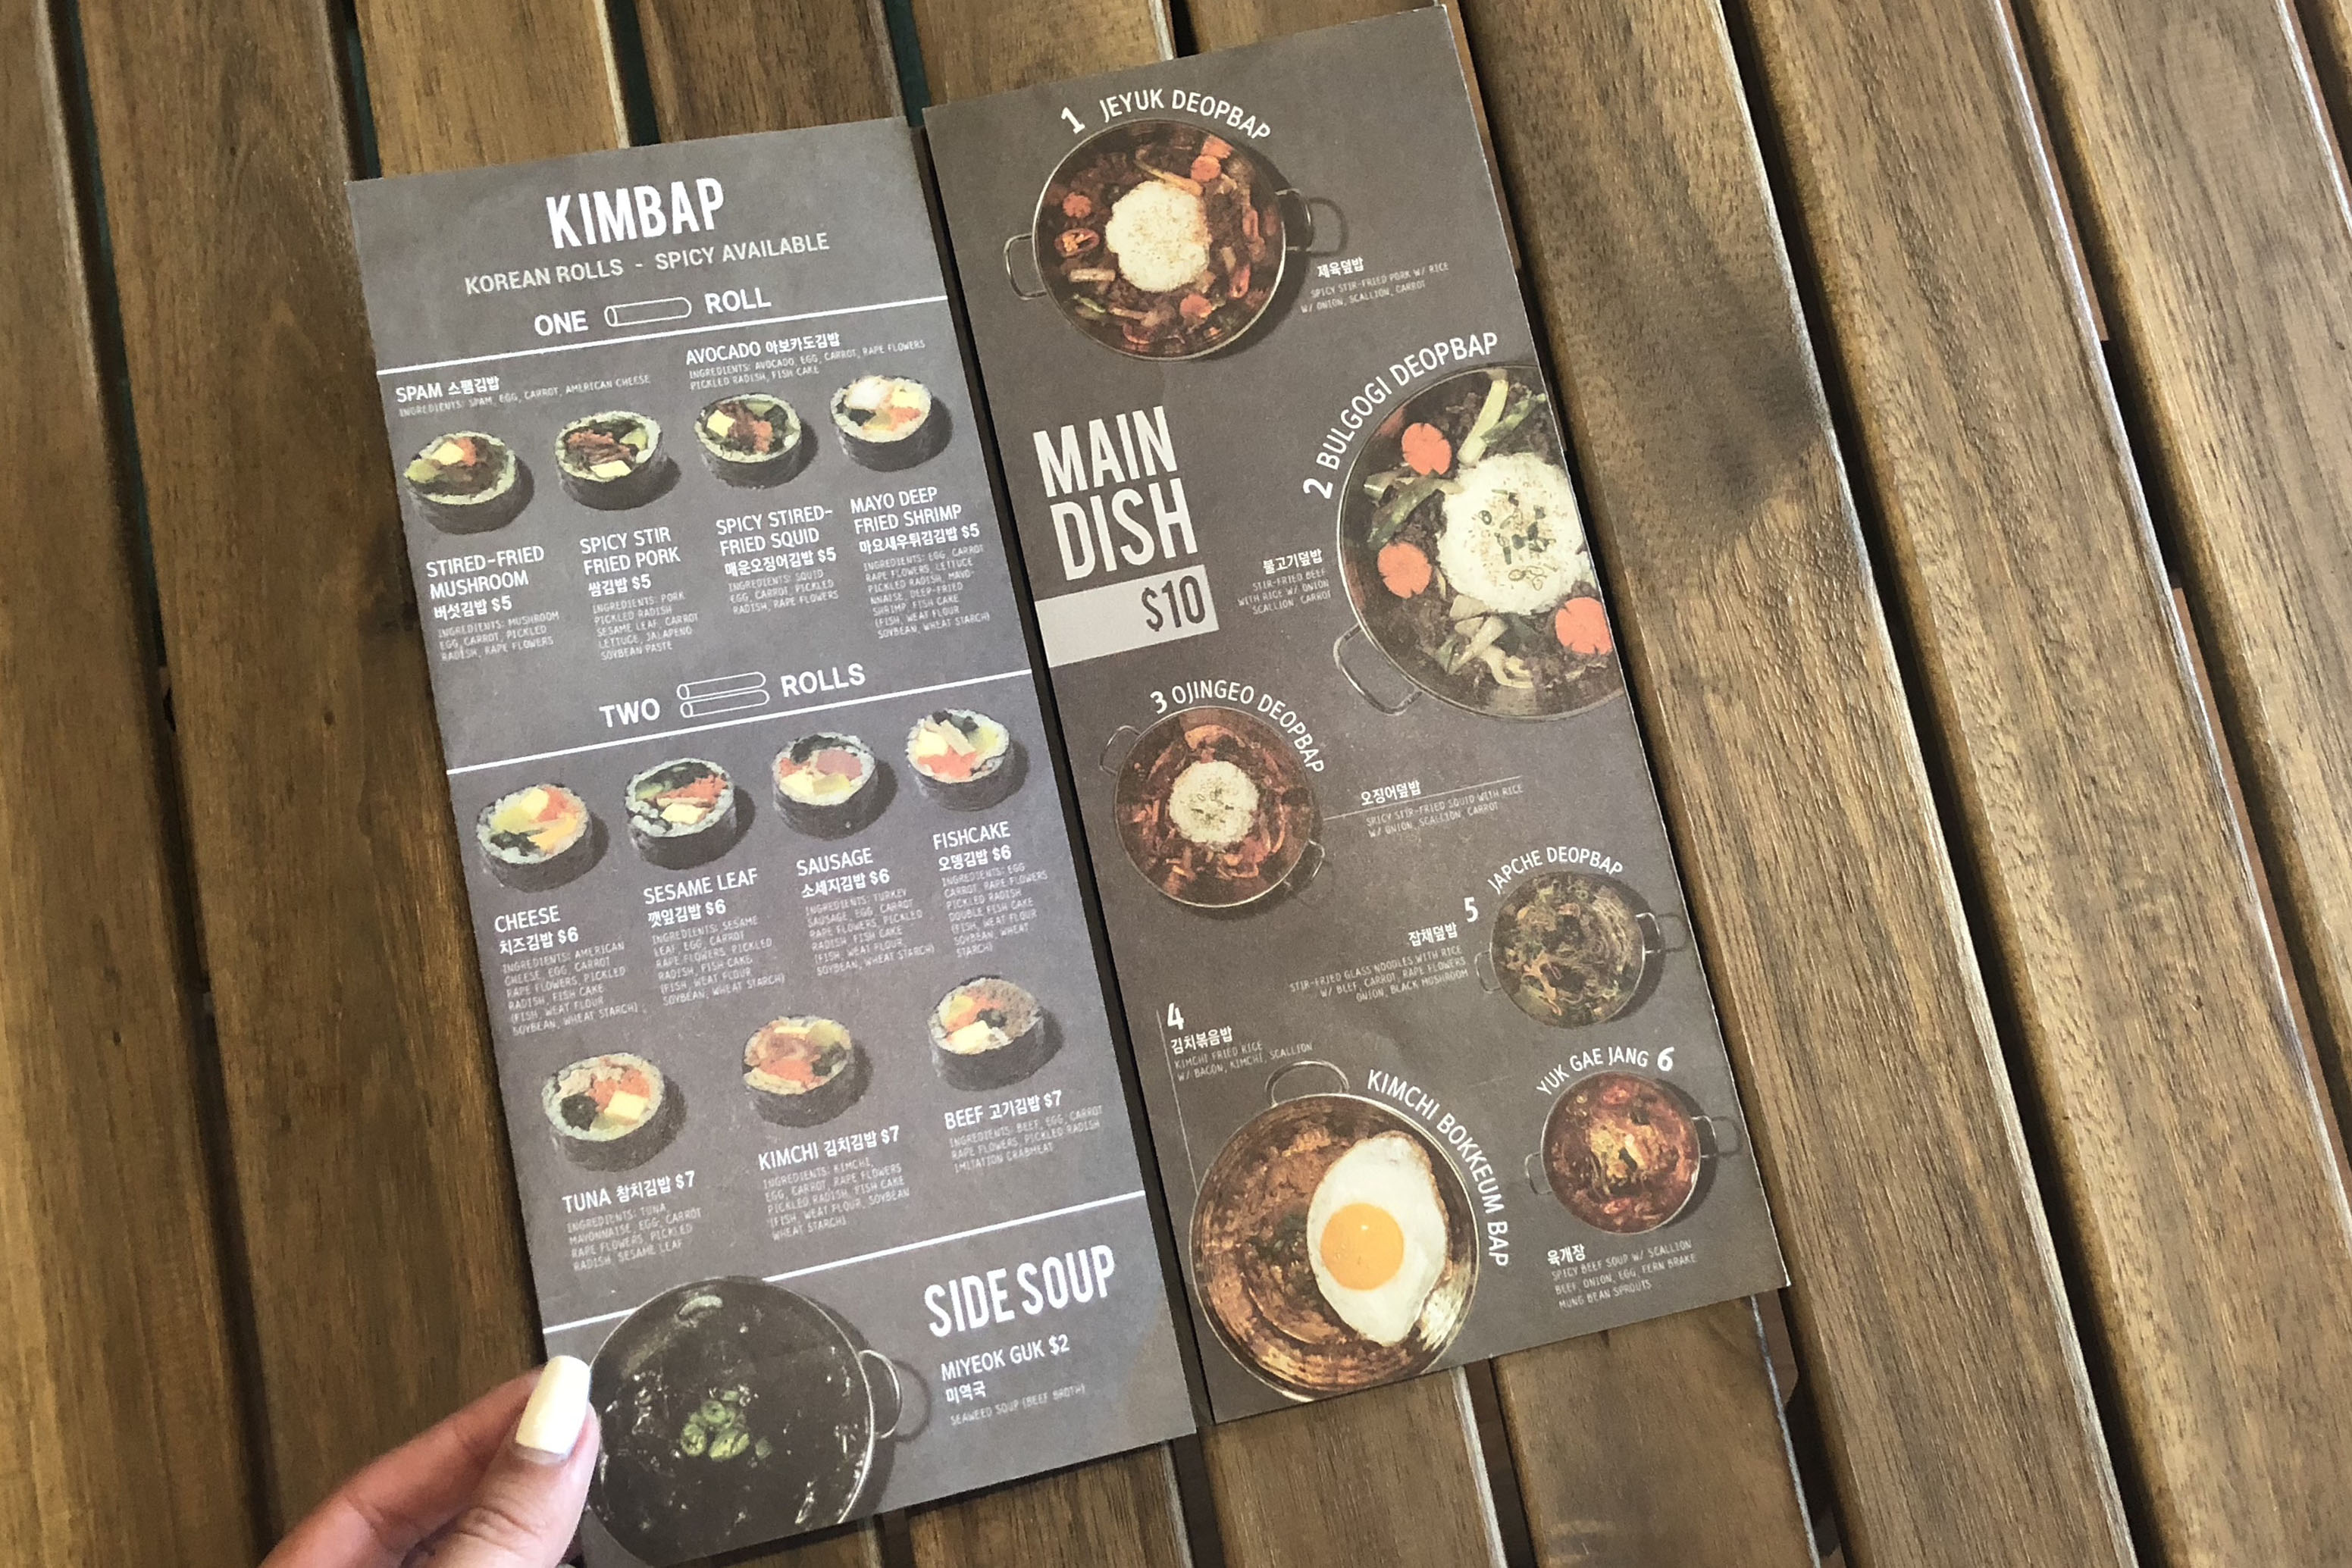 KIMBAP
KOREAN ROLLS - SPICY AVAILABLE
ONE ROLL
SPAM 스팸김밥
INGREDIENTS: SPAM, EGG, CARROT, AMERICAN CHEESE
AVOCADO 아보카도김밥
INGREDIENTS: AVOCADO, EGG, CARROT, RAPE FLOWERS
PICKLED RADISH, FISH CAKE
STIRED-FRIED
MUSHROOM
버섯김밥 $5
INGREDIENTS: MUSHROOM
EGG, CARROT, PICKLED
RADISH, RAPE FLOWERS
SPICY STIR
FRIED PORK
쌈김밥 $5
INGREDIENTS: PORK
PICKLED RADISH
SESAME LEAF, CARROT
LETTUCE, JALAPENO
SOYBEAN PASTE
SPICY STIRED-
FRIED SQUID
매운오징어김밥 $5
INGREDIENTS: SQUID
EGG, CARROT, PICKLED
RADISH, RAPE FLOWERS
MAYO DEEP
FRIED SHRIMP
마요새우튀김김밥 $5
INGREDIENTS: EGG, CARROT
RAPE FLOWERS, LETTUCE
PICKLED RADISH, MAYO-
NNAISE, DEEP-FRIED
SHRIMP, FISH CAKE
(FISH, WEAT FLOUR
SOYBEAN, WHEAT STARCH)
TWO ROLLS
CHEESE
치즈김밥 $6
INGREDIENTS: AMERICAN
CHEESE, EGG, CARROT
RAPE FLOWERS, PICKLED
RADISH, FISH CAKE
(FISH, WEAT FLOUR
SOYBEAN, WHEAT STARCH)
SESAME LEAF
깻잎김밥 $6
INGREDIENTS: SESAME
LEAF, EGG, CARROT
RAPE FLOWERS, PICKLED
RADISH, FISH CAKE
(FISH, WEAT FLOUR
SOYBEAN, WHEAT STARCH)
SAUSAGE
소세지김밥 $6
INGREDIENTS: TURKEY
SAUSAGE, EGG, CARROT
RAPE FLOWERS, PICKLED
RADISH, FISH CAKE
(FISH, WEAT FLOUR,
SOYBEAN, WHEAT STARCH)
FISHCAKE
오뎅김밥 $6
INGREDIENTS: EGG
CARROT, RAPE FLOWERS
PICKLED RADISH
DOUBLE FISH CAKE
(FISH, WEAT FLOUR
SOYBEAN, WHEAT
STARCH)
TUNA 참치김밥 $7
INGREDIENTS: TUNA,
MAYONNAISE, EGG, CARROT
RAPE FLOWERS, PICKLED
RADISH, SESAME LEAF
KIMCHI 김치김밥 $7
INGREDIENTS: KIMCHI,
EGG, CARROT, RAPE FLOWERS
PICKLED RADISH, FISH CAKE
(FISH, WEAT FLOUR, SOYBEAN
WHEAT STARCH)
BEEF 고기김밥 $7
INGREDIENTS: BEEF, EGG, CARROT
RAPE FLOWERS, PICKLED RADISH
IMITATION CRABMEAT
SIDE SOUP
MIYEOK GUK $2
미역국
SEAWEED SOUP (BEEF BROTH)
1 JEYUK DEOPBAP
제육덮밥
SPICY STIR-FRIED PORK W/ RICE
W/ ONION, SCALLION, CARROT
MAIN
DISH
$10
2 BULGOGI DEOPBAP
불고기덮밥
STIR-FRIED BEEF
WITH RICE W/ ONION
SCALLION, CARROT
3 OJINGEO DEOPBAP
오징어덮밥
SPICY STIR-FRIED SQUID WITH RICE
W/ ONION, SCALLION, CARROT
5 JAPCHE DEOPBAP
잡채덮밥
STIR-FRIED GLASS NOODLES WITH RICE
W/ BEEF, CARROT, RAPE FLOWERS
ONION, BLACK MUSHROOM
4
김치볶음밥
KIMCHI FRIED RICE
W/ BACON, KIMCHI, SCALLION
KIMCHI BOKKEUM BAP
YUK GAE JANG 6
육개장
SPICY BEEF SOUP W/ SCALLION
BEEF, ONION, EGG, FERN BRAKE
MUNG BEAN SPROUTS